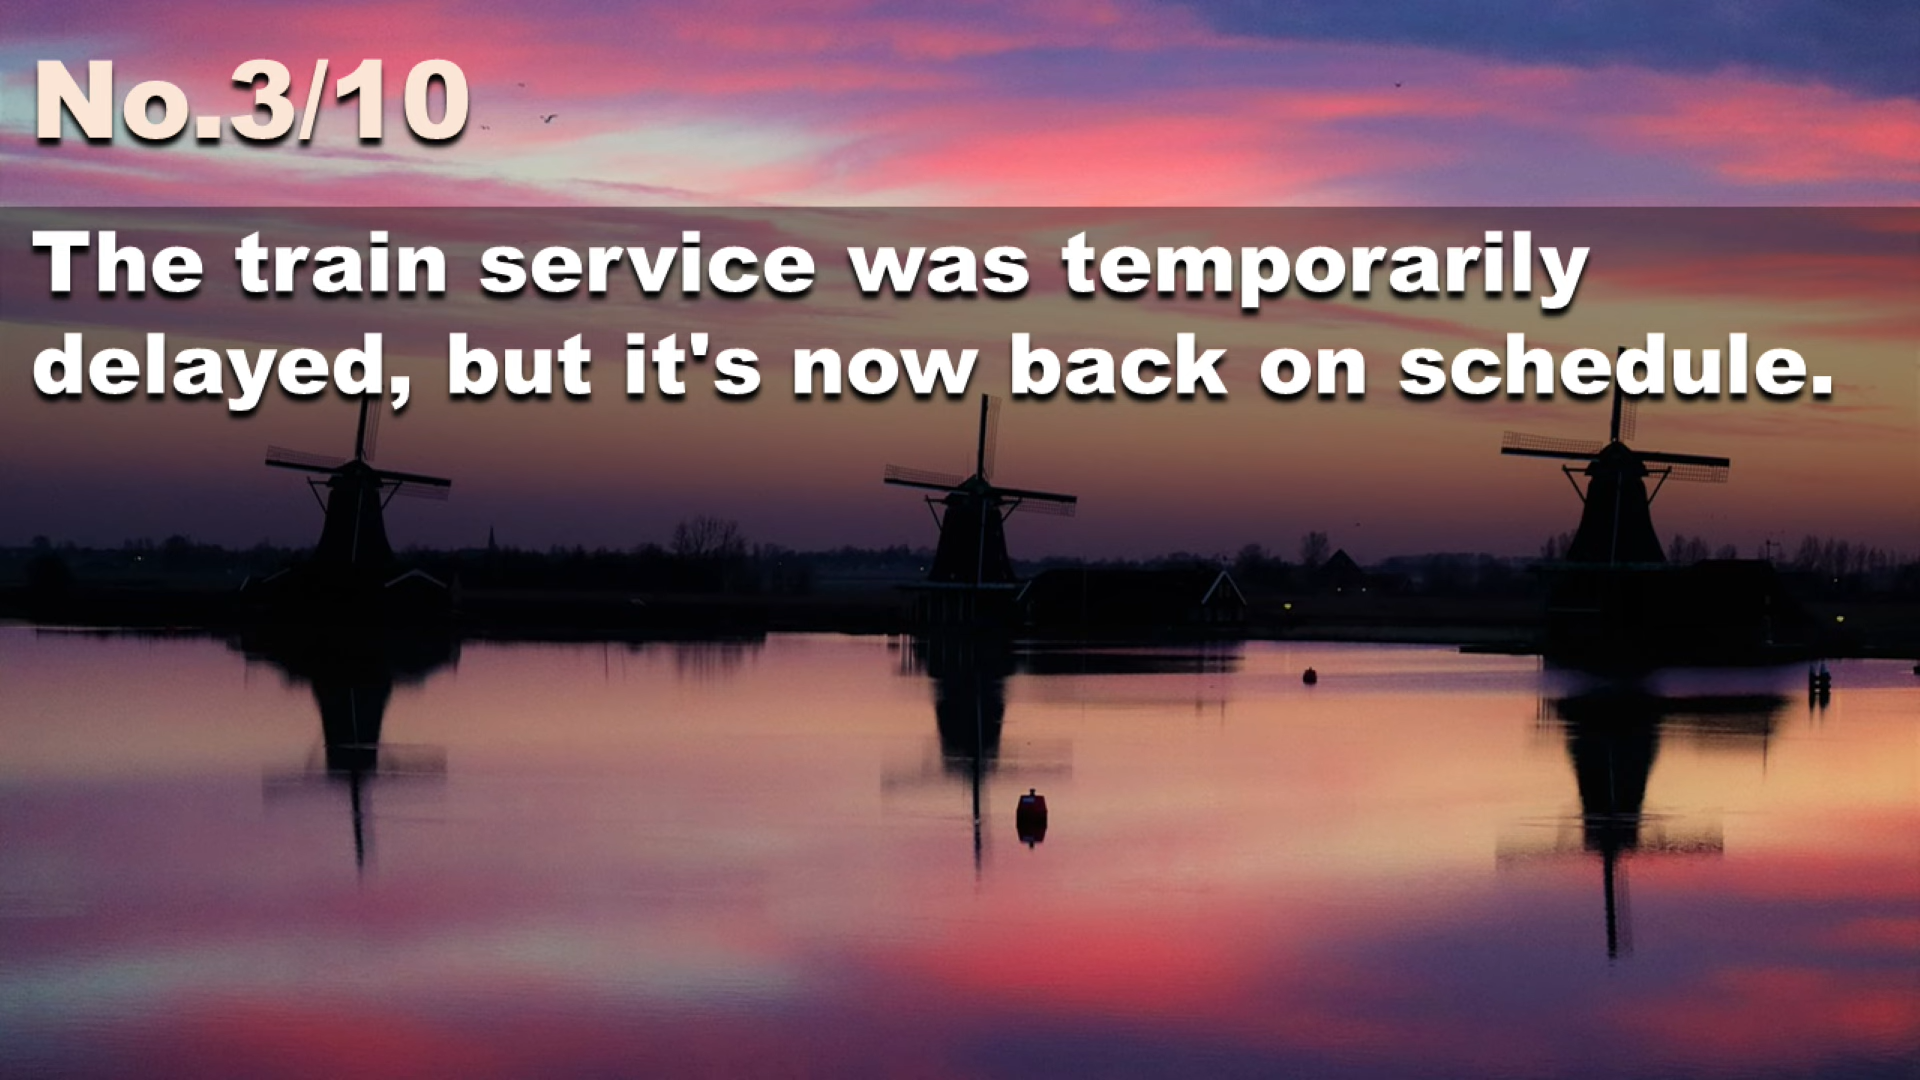 No.3/10
The train service was temporarily
delayed, but it's now back on schedule.